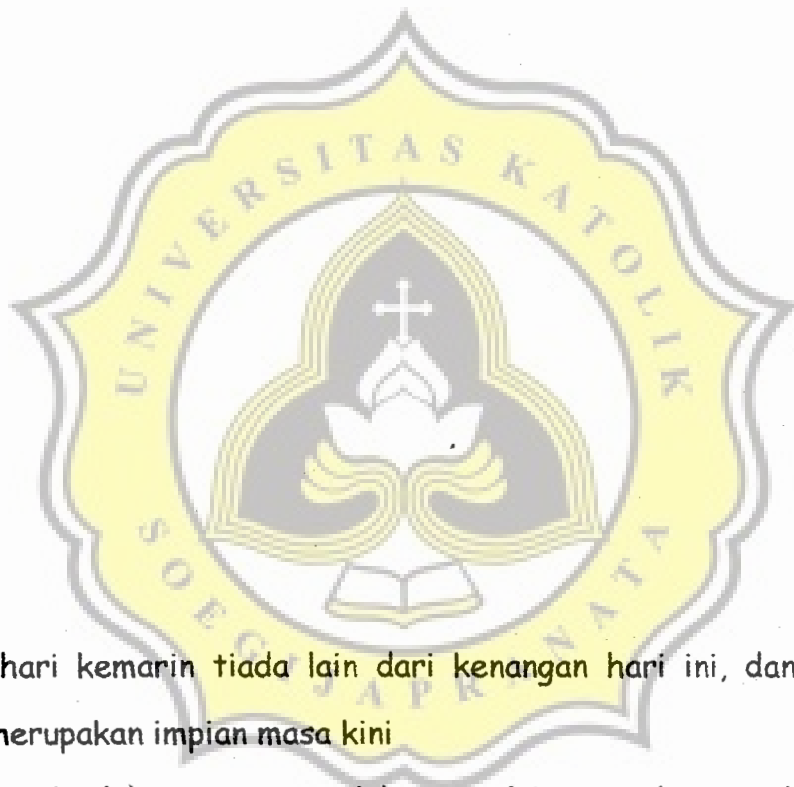 UNIVERSITAS KATOLIK
SOEGIJAPRANATA
hari kemarin tiada lain dari kenangan hari ini, dan
merupakan impian masa kini